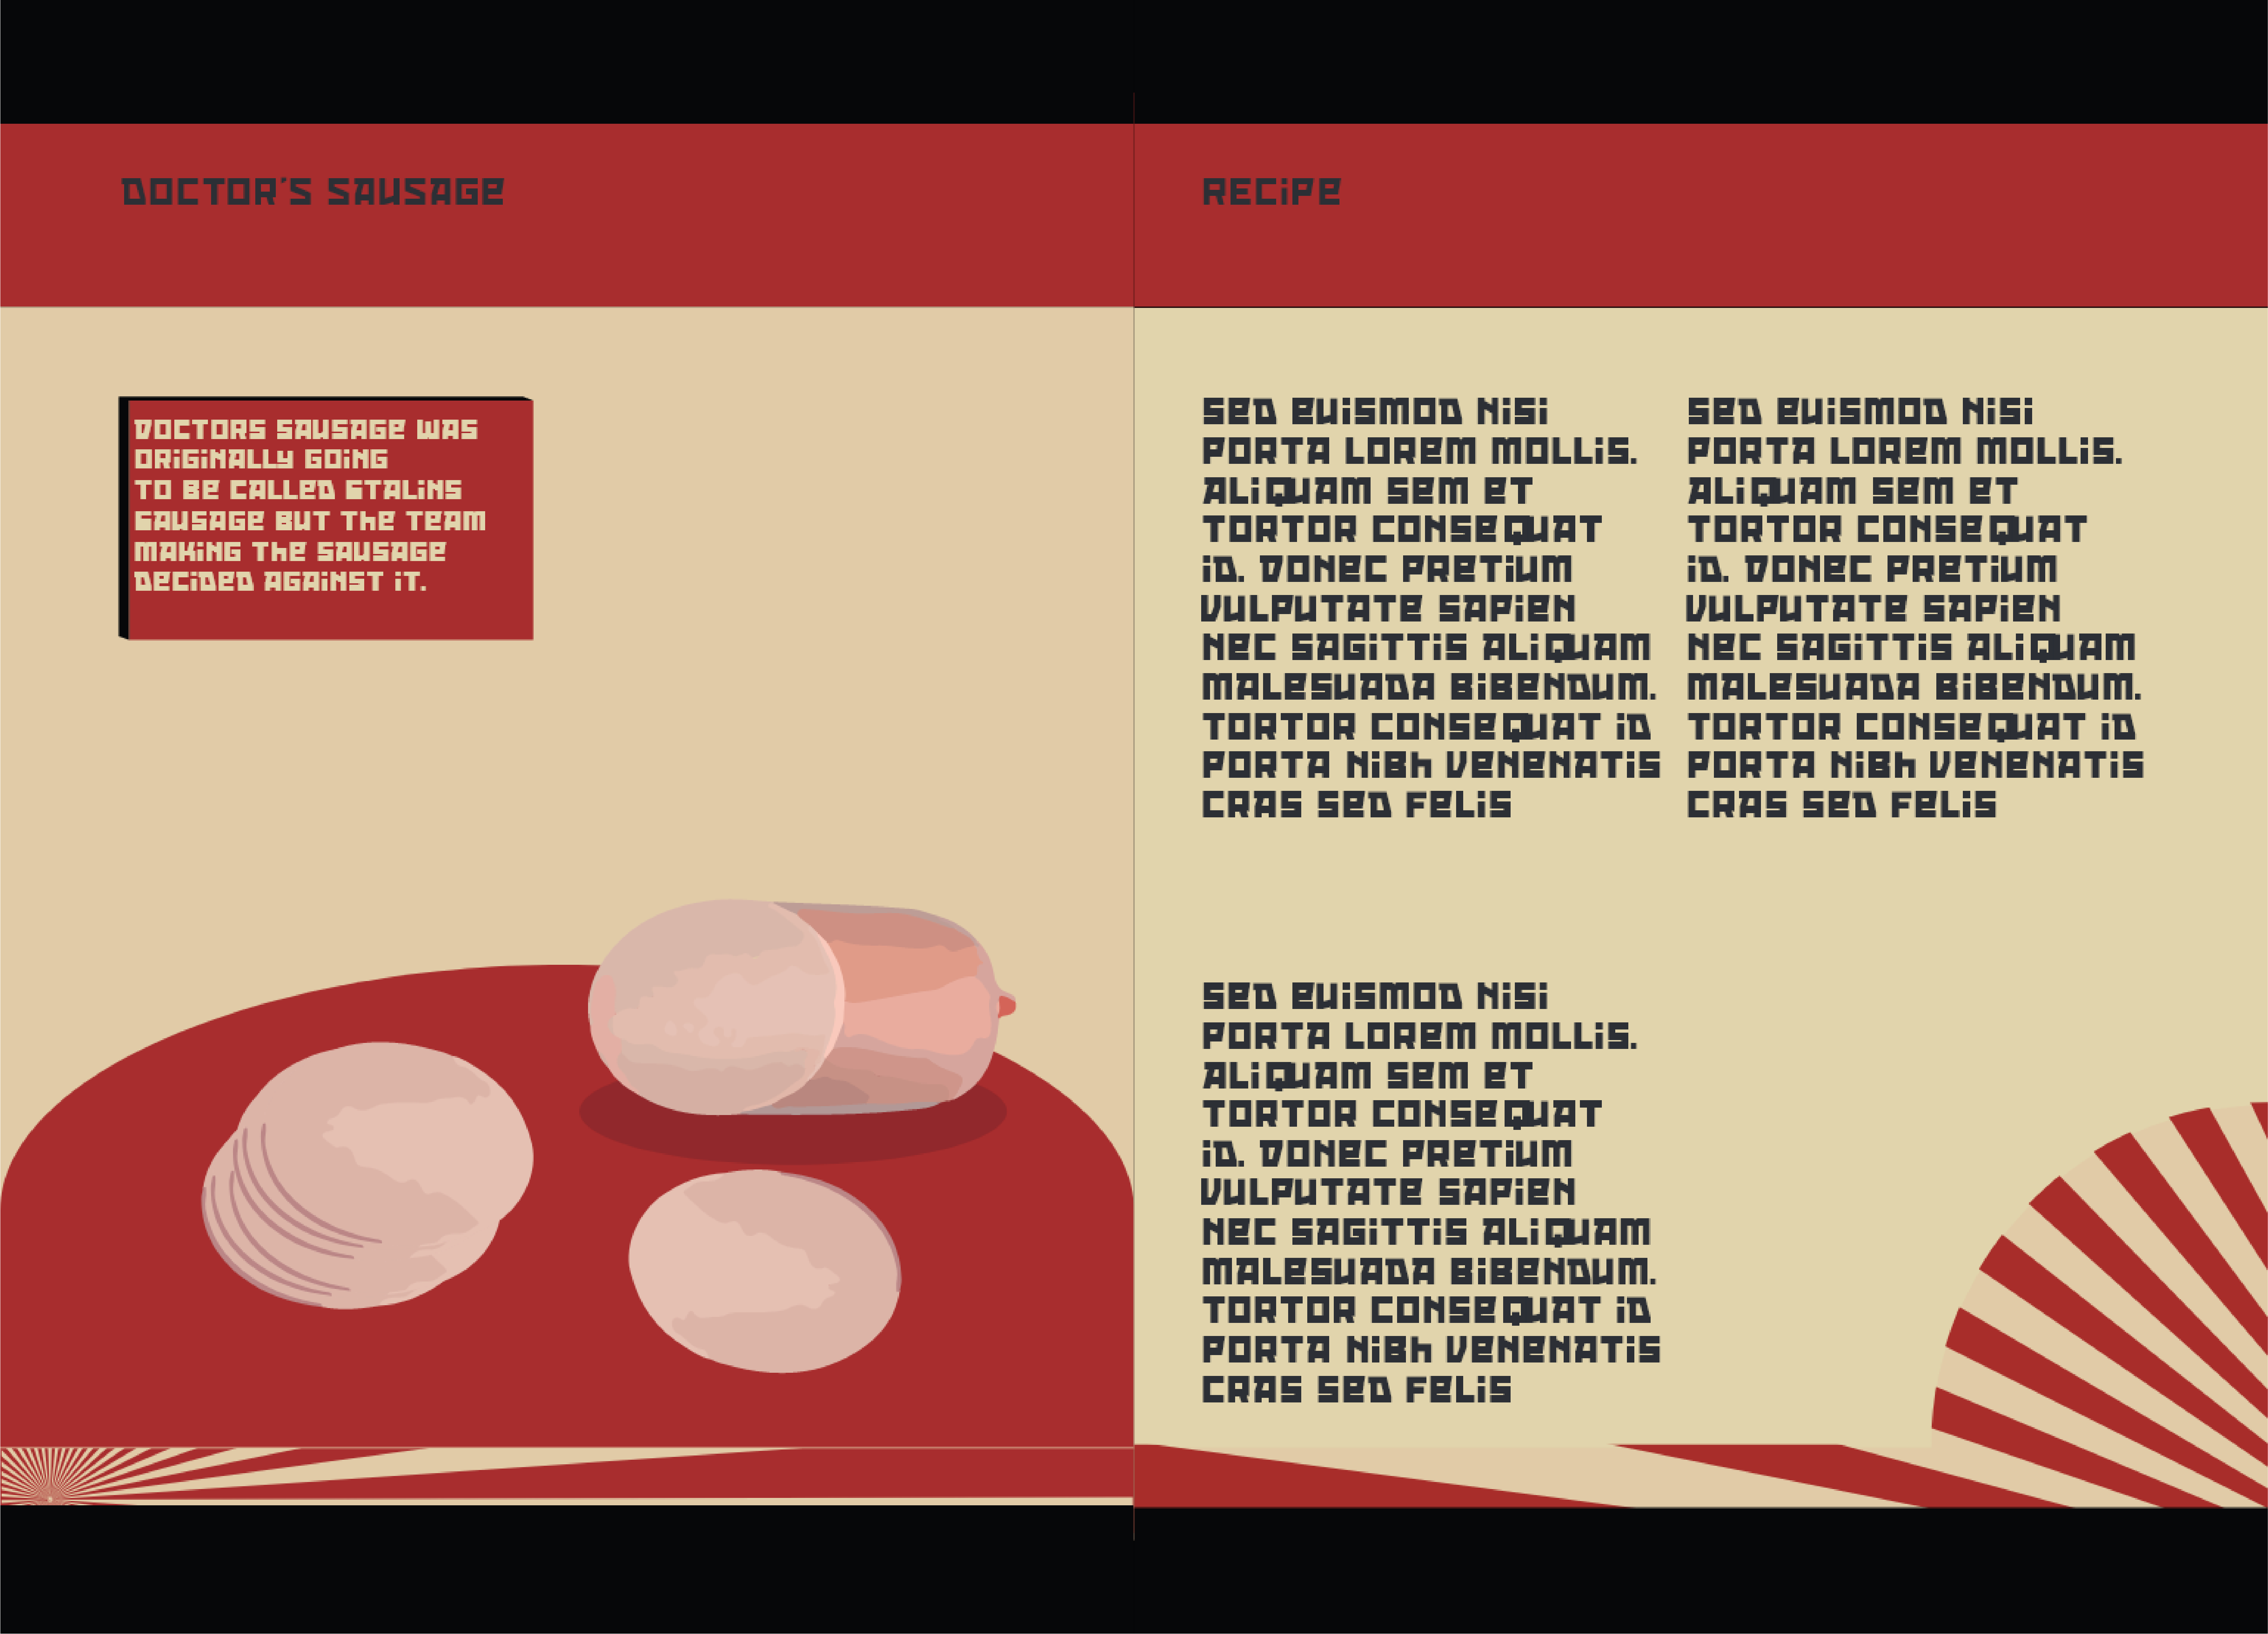 DOCTOR'S SAUSAGE
DOCTORS SAUSAGE WAS
ORiGiNALLY GOiNG
TO BE CALLED STALiNS
SAUSAGE BUT ThE TEAM
MAKiNG ThE SAUSAGE
DECiDED AGAiNST iT.
RECiPE
SED EUiSMOD NiSi
PORTA LOREM MOLLiS.
ALiQUAM SEM ET
TORTOR CONSEQUAT
iD. DONEC PRETiUM
VULPUTATE SAPiEN
NEC SAGiTTiS ALiQUAM
MALESUADA BiBENDUM.
TORTOR CONSEQUAT iD
PORTA NiBh VENENATiS
CRAS SED FELiS
SED EUiSMOD NiSi
PORTA LOREM MOLLiS.
ALiQUAM SEM ET
TORTOR CONSEQUAT
iD. DONEC PRETiUM
VULPUTATE SAPiEN
NEC SAGiTTiS ALiQUAM
MALESUADA BiBENDUM.
TORTOR CONSEQUAT iD
PORTA NiBh VENENATiS
CRAS SED FELiS
SED EUiSMOD NiSi
PORTA LOREM MOLLiS.
ALiQUAM SEM ET
TORTOR CONSEQUAT
iD. DONEC PRETiUM
VULPUTATE SAPiEN
NEC SAGiTTiS ALiQUAM
MALESUADA BiBENDUM.
TORTOR CONSEQUAT iD
PORTA NiBh VENENATiS
CRAS SED FELiS